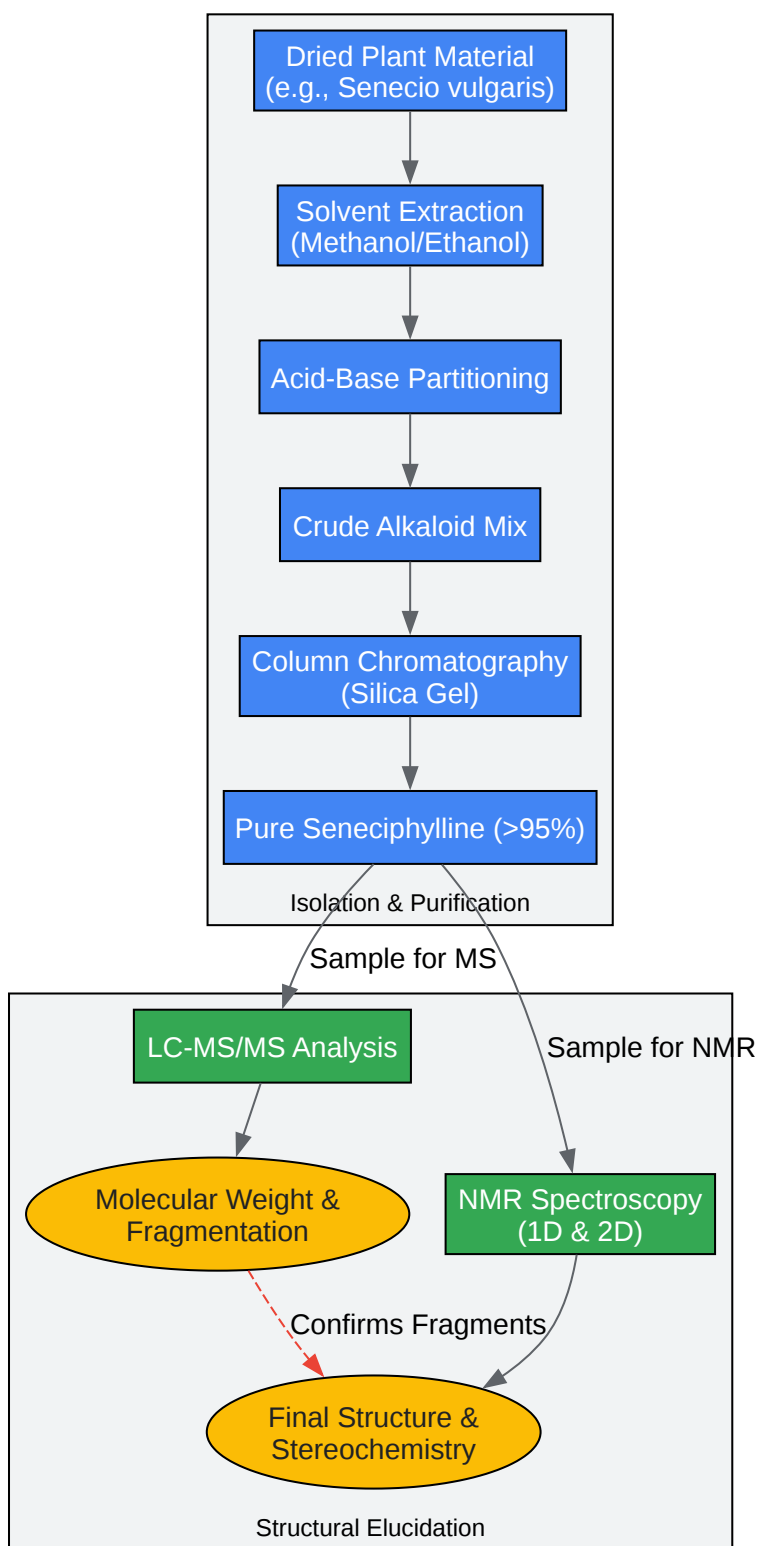 Dried Plant Material
(e.g., Senecio vulgaris)
Solvent Extraction
(Methanol/Ethanol)
Acid-Base Partitioning
Crude Alkaloid Mix
Column Chromatography
(Silica Gel)
Pure Seneciphylline (>95%)
Isolation & Purification
Sample for MS
LC-MS/MS Analysis
Sample for NMR
Molecular Weight &
Fragmentation
NMR Spectroscopy
(1D & 2D)
Confirms Fragments
Final Structure &
Stereochemistry
Structural Elucidation